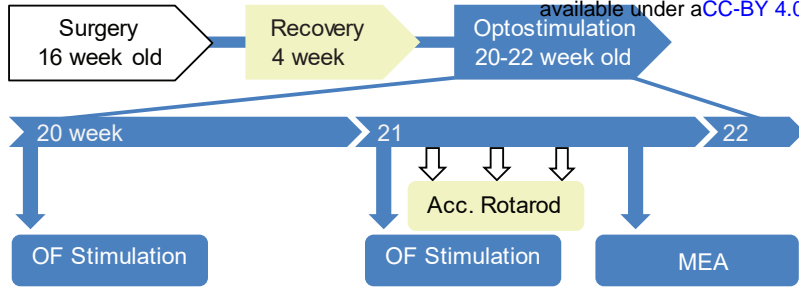 available under aCC-BY 4.0
Surgery
16 week old
Recovery
4 week
Optostimulation
20-22 week old
20 week
21
22
Acc. Rotarod
OF Stimulation
OF Stimulation
MEA